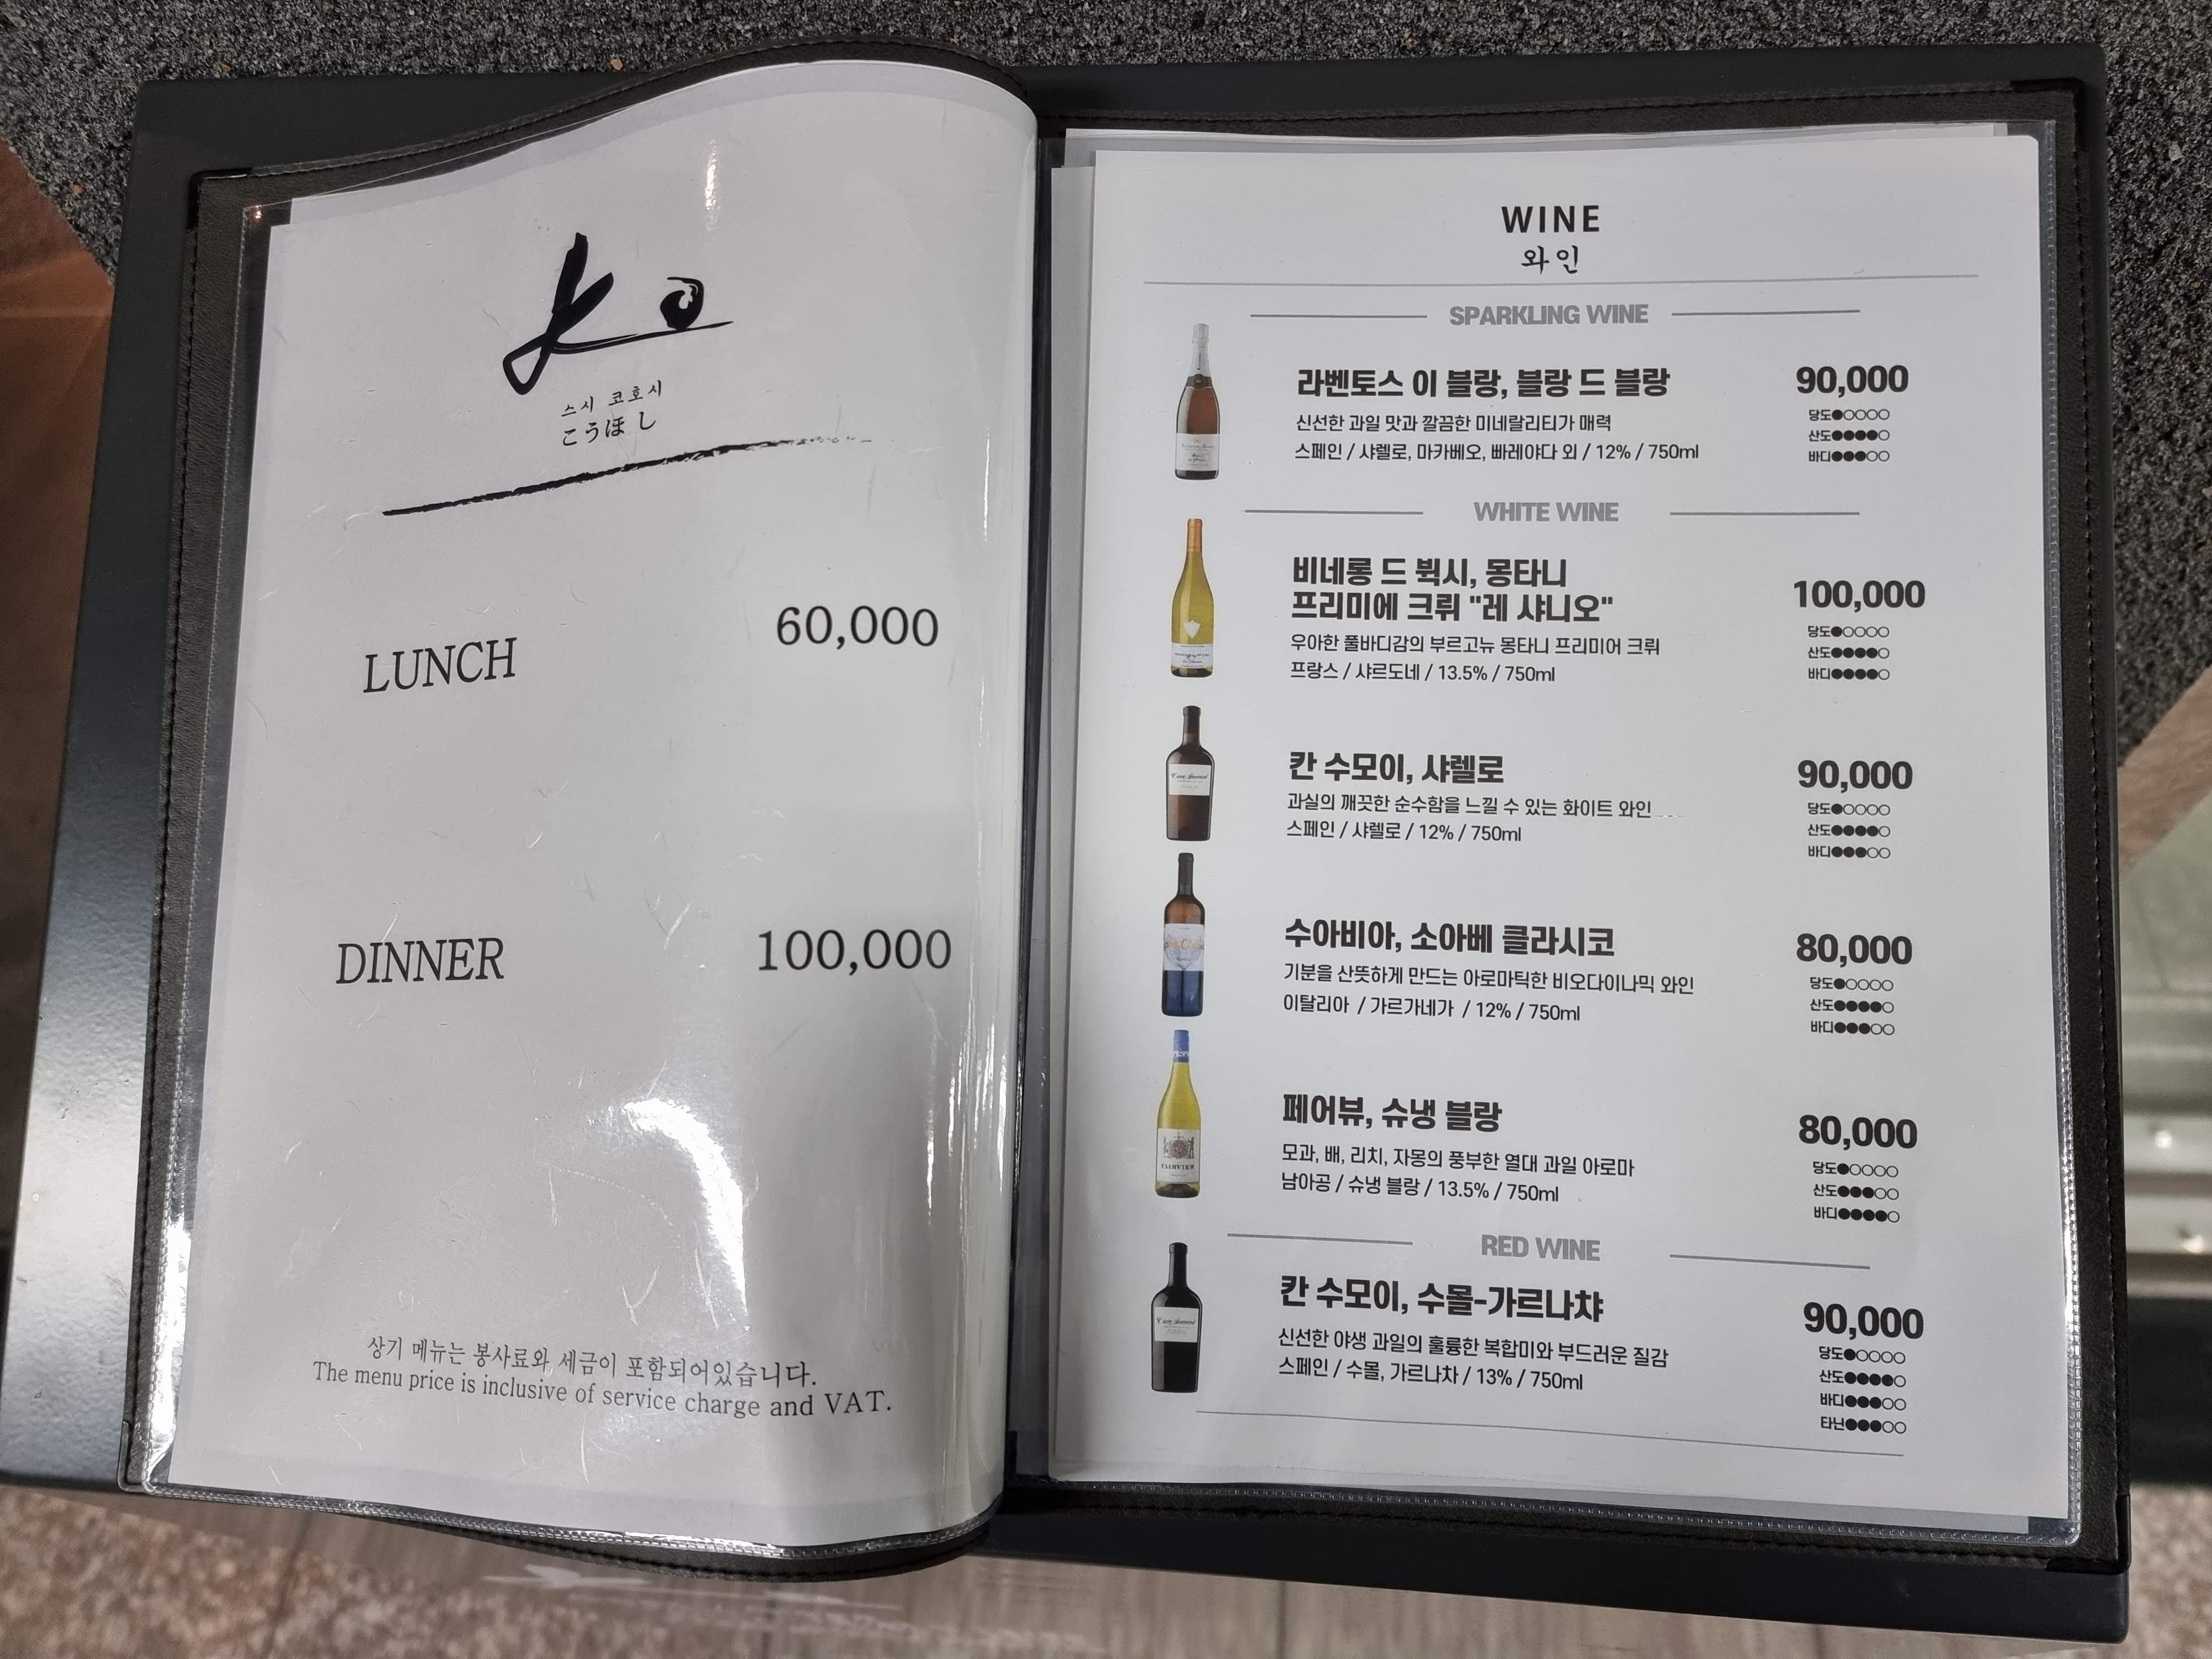 Ko
스시 코호시
こうほし
LUNCH 60,000
DINNER 100,000
상기 메뉴는 봉사료와 세금이 포함되어있습니다.
The menu price is inclusive of service charge and VAT.
WINE
와인
SPARKLING WINE
라벤토스 이 블랑, 블랑 드 블랑 90,000
신선한 과일 맛과 깔끔한 미네랄리티가 매력
스페인 / 샤렐로, 마카베오, 빠레야다 외 / 12% / 750ml
당도●○○○○
산도●●●●○
바디●●●○○
WHITE WINE
비네롱 드 뷕시, 몽타니
프리미에 크뤼 "레 샤니오" 100,000
우아한 풀바디감의 부르고뉴 몽타니 프리미어 크뤼
프랑스 / 샤르도네 / 13.5% / 750ml
당도●○○○○
산도●●●●○
바디●●●●○
칸 수모이, 샤렐로 90,000
과실의 깨끗한 순수함을 느낄 수 있는 화이트 와인
스페인 / 샤렐로 / 12% / 750ml
당도●○○○○
산도●●●●○
바디●●●○○
수아비아, 소아베 클라시코 80,000
기분을 산뜻하게 만드는 아로마틱한 비오다이나믹 와인
이탈리아 / 가르가네가 / 12% / 750ml
당도●○○○○
산도●●●●○
바디●●●○○
페어뷰, 슈냉 블랑 80,000
모과, 배, 리치, 자몽의 풍부한 열대 과일 아로마
남아공 / 슈냉 블랑 / 13.5% / 750ml
당도●○○○○
산도●●●○○
바디●●●●○
FAIRVIEW
RED WINE
칸 수모이, 수몰-가르나챠 90,000
신선한 야생 과일의 훌륭한 복합미와 부드러운 질감
스페인 / 수몰, 가르나차 / 13% / 750ml
당도●○○○○
산도●●●●○
바디●●●○○
타닌●●●○○